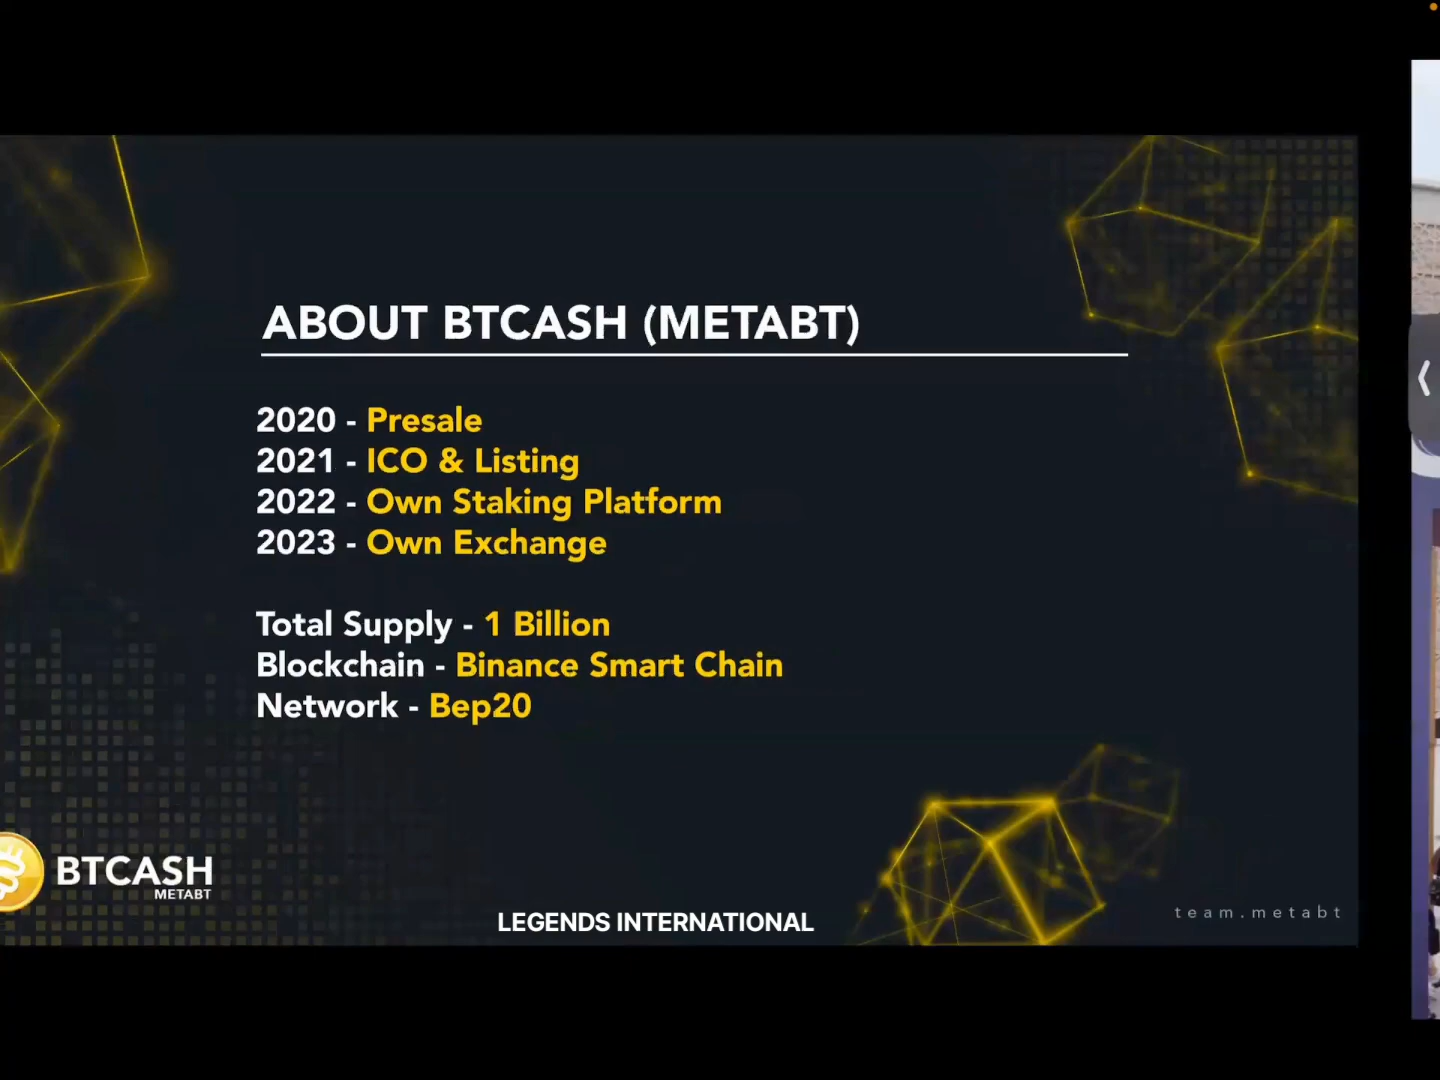 ABOUT BTCASH (METABT)
2020 - Presale
2021 - ICO & Listing
2022 - Own Staking Platform
2023 - Own Exchange
Total Supply - 1 Billion
Blockchain - Binance Smart Chain
Network - Bep20
BTCASH
METABT
LEGENDS INTERNATIONAL
team.metabt